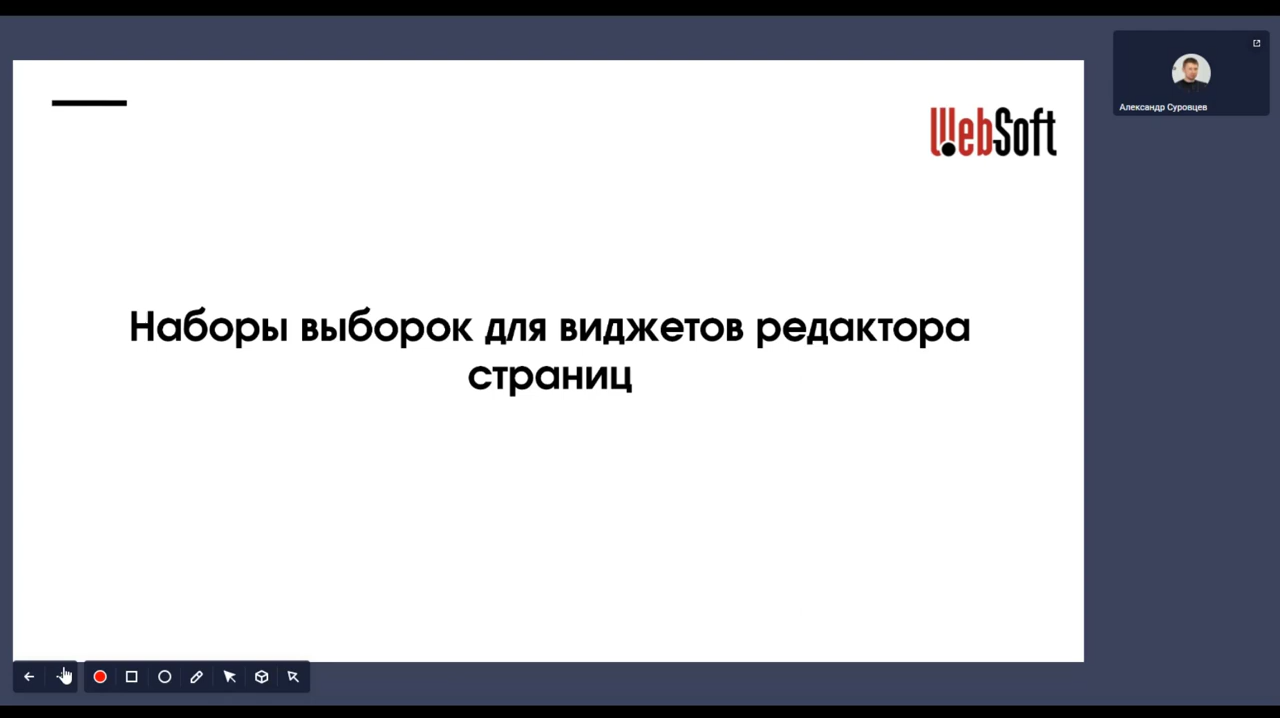 WebSoft
Александр Суровцев
Наборы выборок для виджетов редактора
страниц